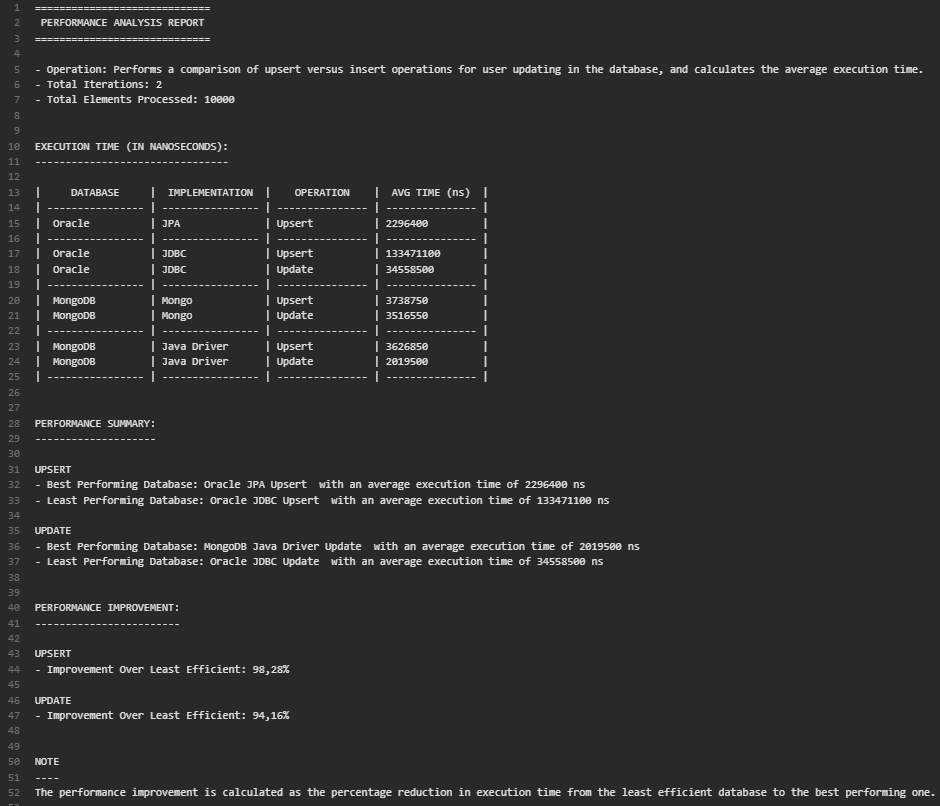 1 =============================
2  PERFORMANCE ANALYSIS REPORT
3 =============================
4
5 - Operation: Performs a comparison of upsert versus insert operations for user updating in the database, and calculates the average execution time.
6 - Total Iterations: 2
7 - Total Elements Processed: 10000
8
9
10 EXECUTION TIME (IN NANOSECONDS):
11 --------------------------------
12
13 |     DATABASE     |  IMPLEMENTATION  |    OPERATION    |  AVG TIME (ns)  |
14 | ---------------- | ---------------- | --------------- | --------------- |
15 |  Oracle          | JPA              | Upsert          | 2296400         |
16 | ---------------- | ---------------- | --------------- | --------------- |
17 |  Oracle          | JDBC             | Upsert          | 133471100       |
18 |  Oracle          | JDBC             | Update          | 34558500        |
19 | ---------------- | ---------------- | --------------- | --------------- |
20 |  MongoDB         | Mongo            | Upsert          | 3738750         |
21 |  MongoDB         | Mongo            | Update          | 3516550         |
22 | ---------------- | ---------------- | --------------- | --------------- |
23 |  MongoDB         | Java Driver      | Upsert          | 3626850         |
24 |  MongoDB         | Java Driver      | Update          | 2019500         |
25 | ---------------- | ---------------- | --------------- | --------------- |
26
27
28 PERFORMANCE SUMMARY:
29 --------------------
30
31 UPSERT
32 - Best Performing Database: Oracle JPA Upsert  with an average execution time of 2296400 ns
33 - Least Performing Database: Oracle JDBC Upsert  with an average execution time of 133471100 ns
34
35 UPDATE
36 - Best Performing Database: MongoDB Java Driver Update  with an average execution time of 2019500 ns
37 - Least Performing Database: Oracle JDBC Update  with an average execution time of 34558500 ns
38
39
40 PERFORMANCE IMPROVEMENT:
41 ------------------------
42
43 UPSERT
44 - Improvement Over Least Efficient: 98,28%
45
46 UPDATE
47 - Improvement Over Least Efficient: 94,16%
48
49
50 NOTE
51 ----
52 The performance improvement is calculated as the percentage reduction in execution time from the least efficient database to the best performing one.